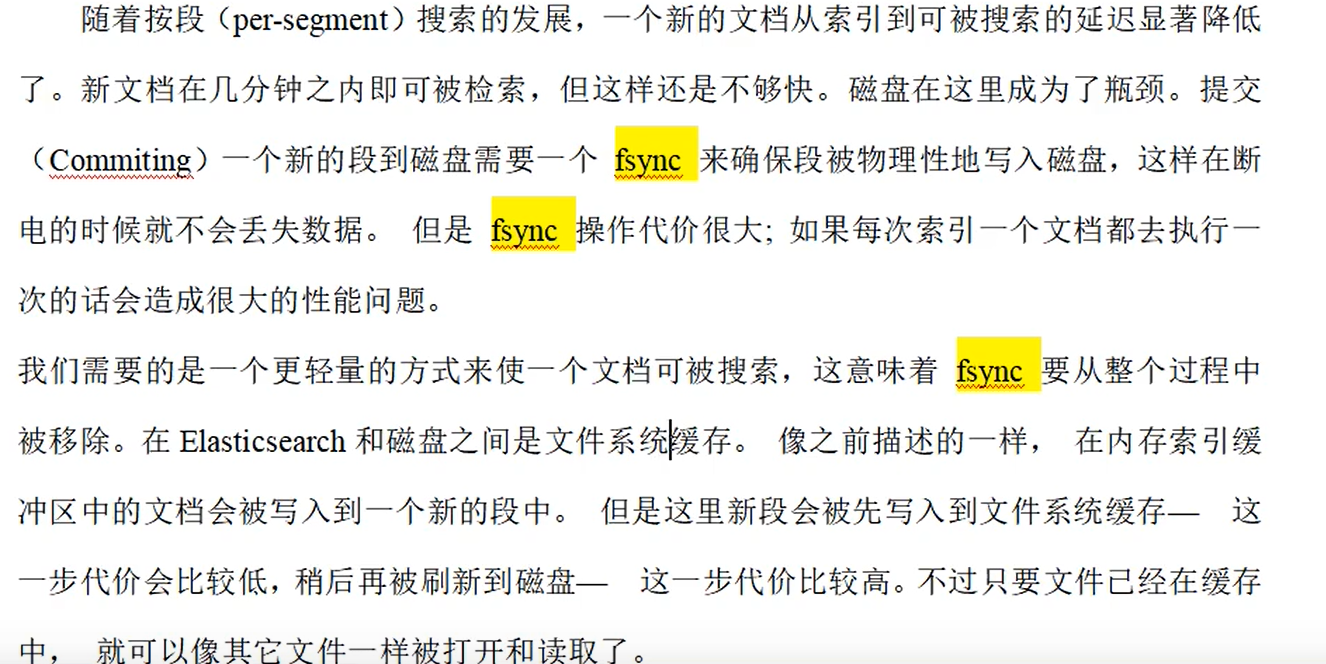 随着按段（per-segment）搜索的发展，一个新的文档从索引到可被搜索的延迟显著降低
了。新文档在几分钟之内即可被检索，但这样还是不够快。磁盘在这里成为了瓶颈。提交
（Commiting）一个新的段到磁盘需要一个 fsync 来确保段被物理性地写入磁盘，这样在断
电的时候就不会丢失数据。 但是 fsync 操作代价很大; 如果每次索引一个文档都去执行一
次的话会造成很大的性能问题。
我们需要的是一个更轻量的方式来使一个文档可被搜索，这意味着 fsync 要从整个过程中
被移除。在 Elasticsearch 和磁盘之间是文件系统缓存。 像之前描述的一样， 在内存索引缓
冲区中的文档会被写入到一个新的段中。 但是这里新段会被先写入到文件系统缓存— 这
一步代价会比较低，稍后再被刷新到磁盘— 这一步代价比较高。不过只要文件已经在缓存
中， 就可以像其它文件一样被打开和读取了。